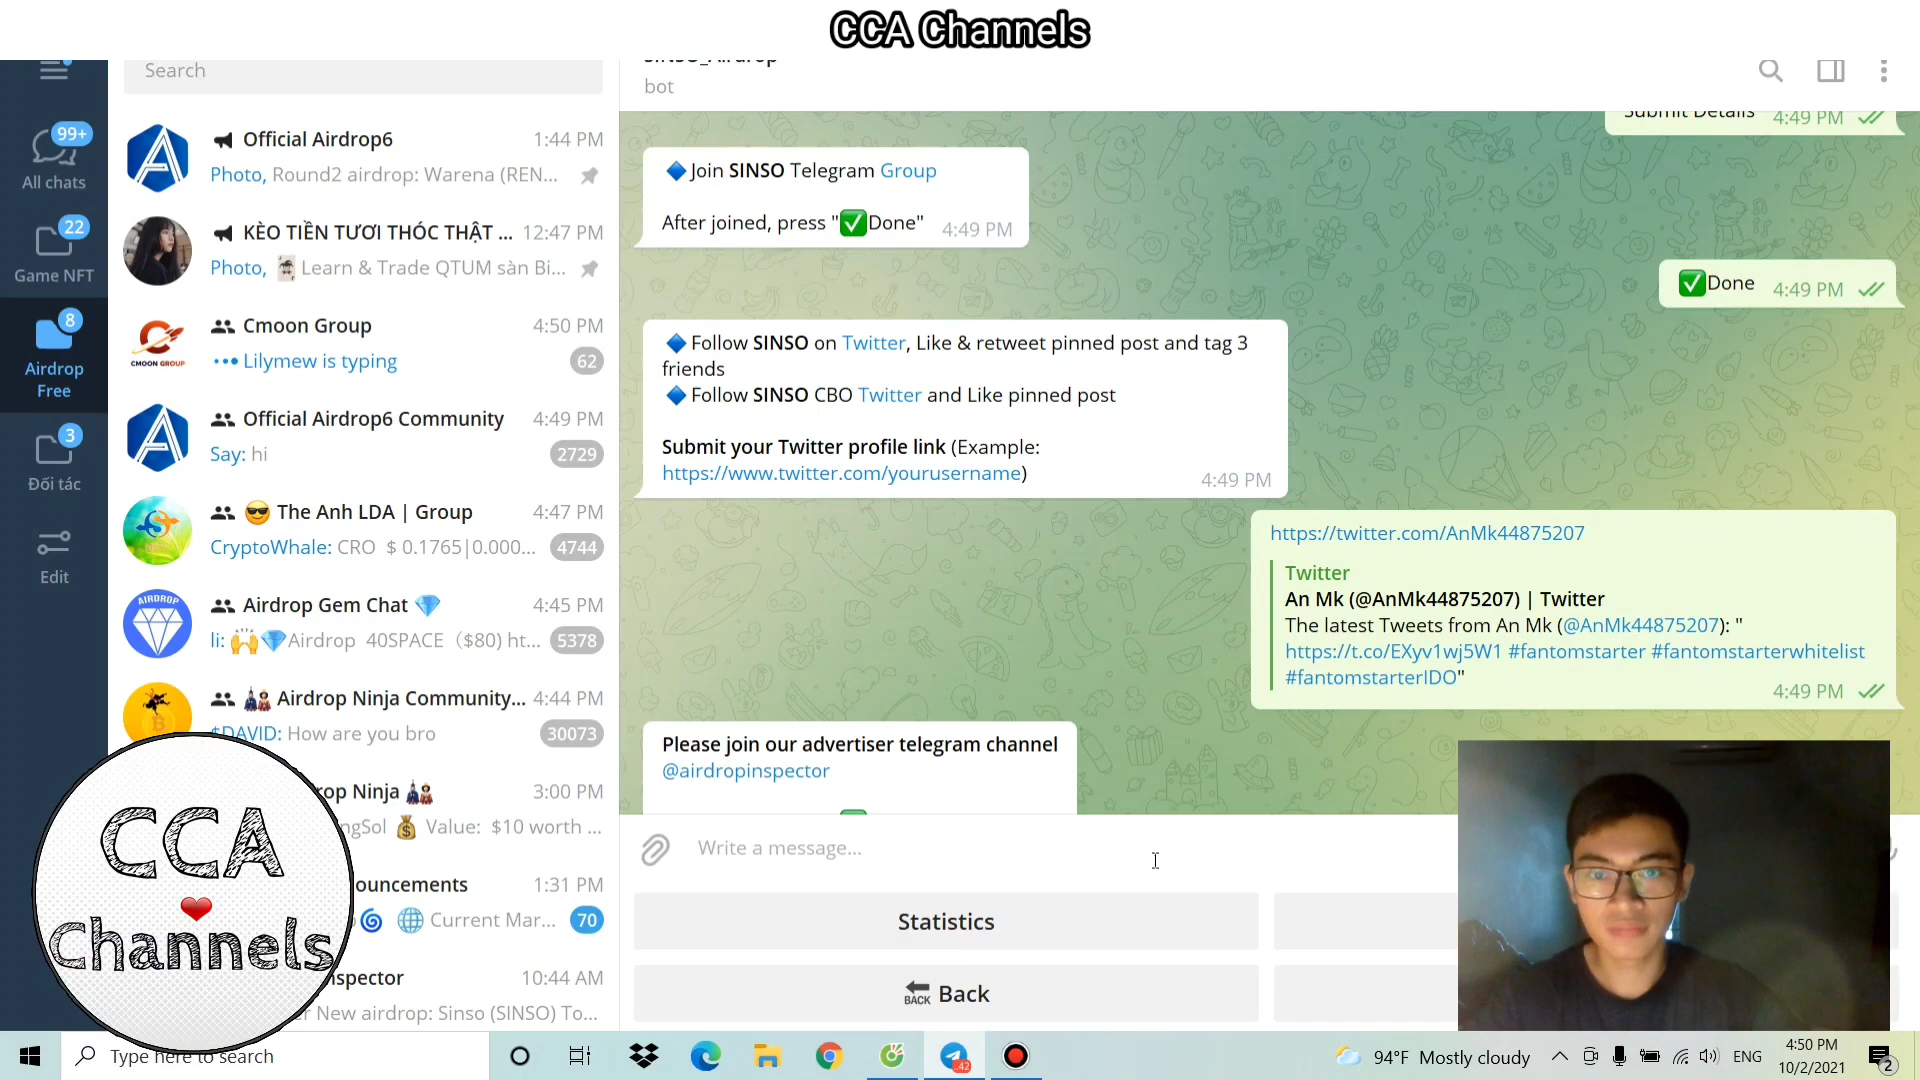 CCA Channels
Search
SINSO_Airdrop
bot
99+
All chats
22
Game NFT
8
Airdrop
Free
3
Đối tác
Edit
Official Airdrop6 1:44 PM
Photo, Round2 airdrop: Warena (REN...
KÈO TIỀN TƯƠI THÓC THẬT ... 12:47 PM
Photo, Learn & Trade QTUM sàn Bi...
CMOON GROUP
Cmoon Group 4:50 PM
Lilymew is typing 62
Official Airdrop6 Community 4:49 PM
Say: hi 2729
The Anh LDA | Group 4:47 PM
CryptoWhale: CRO $ 0.1765|0.000... 4744
AIRDROP
Airdrop Gem Chat 4:45 PM
li: Airdrop 40SPACE ($80) ht... 5378
Airdrop Ninja Community... 4:44 PM
$DAVID: How are you bro 30073
rop Ninja 3:00 PM
ngSol Value: $10 worth ...
ouncements 1:31 PM
Current Mar... 70
nspector 10:44 AM
r New airdrop: Sinso (SINSO) To...
CCA
Channels
Submit Details 4:49 PM
Join SINSO Telegram Group
After joined, press "✅Done" 4:49 PM
✅Done 4:49 PM
Follow SINSO on Twitter, Like & retweet pinned post and tag 3
friends
Follow SINSO CBO Twitter and Like pinned post
Submit your Twitter profile link (Example:
https://www.twitter.com/yourusername) 4:49 PM
https://twitter.com/AnMk44875207
Twitter
An Mk (@AnMk44875207) | Twitter
The latest Tweets from An Mk (@AnMk44875207): "
https://t.co/EXyv1wj5W1 #fantomstarter #fantomstarterwhitelist
#fantomstarterIDO" 4:49 PM
Please join our advertiser telegram channel
@airdropinspector
Write a message...
Statistics
BACK Back
Type here to search
..42
94°F Mostly cloudy
ENG
4:50 PM
10/2/2021
2